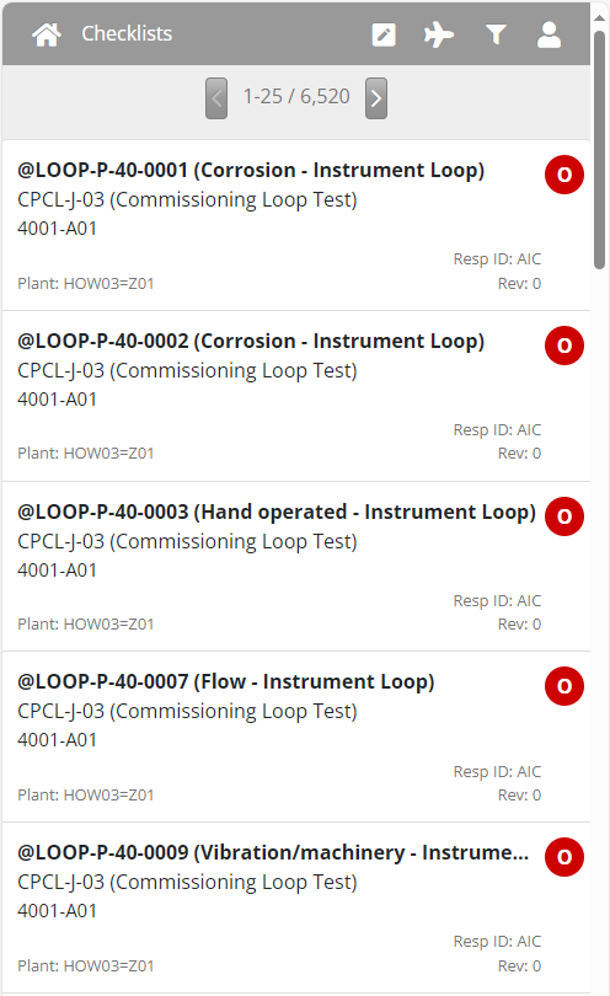 Checklists
1-25 / 6,520
@LOOP-P-40-0001 (Corrosion - Instrument Loop)
O
CPCL-J-03 (Commissioning Loop Test)
4001-A01
Resp ID: AIC
Plant: HOW03=Z01
Rev: 0
@LOOP-P-40-0002 (Corrosion - Instrument Loop)
O
CPCL-J-03 (Commissioning Loop Test)
4001-A01
Resp ID: AIC
Plant: HOW03=Z01
Rev: 0
@LOOP-P-40-0003 (Hand operated - Instrument Loop)
O
CPCL-J-03 (Commissioning Loop Test)
4001-A01
Resp ID: AIC
Plant: HOW03=Z01
Rev: 0
@LOOP-P-40-0007 (Flow - Instrument Loop)
O
CPCL-J-03 (Commissioning Loop Test)
4001-A01
Resp ID: AIC
Plant: HOW03=Z01
Rev: 0
@LOOP-P-40-0009 (Vibration/machinery - Instrume...
O
CPCL-J-03 (Commissioning Loop Test)
4001-A01
Resp ID: AIC
Plant: HOW03=Z01
Rev: 0